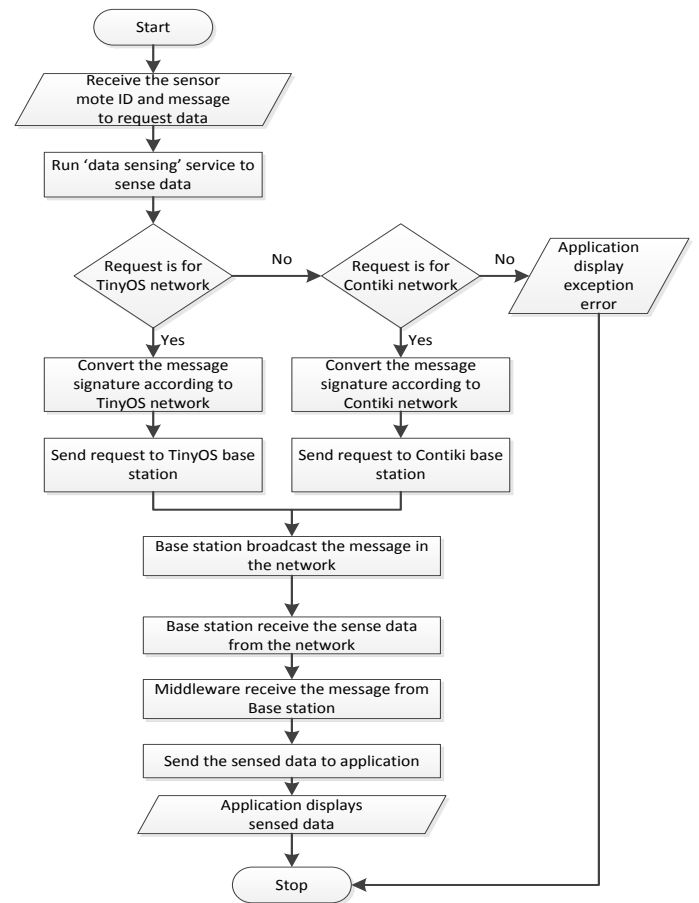 Start
Receive the sensor
mote ID and message
to request data
Run ‘data sensing’ service to
sense data
Request is for
TinyOS network
No
Request is for
Contiki network
No
Application
display
exception
error
Yes
Yes
Convert the message
signature according to
TinyOS network
Convert the message
signature according to
Contiki network
Send request to TinyOS base
station
Send request to Contiki base
station
Base station broadcast the message in
the network
Base station receive the sense data
from the network
Middleware receive the message from
Base station
Send the sensed data to application
Application displays
sensed data
Stop